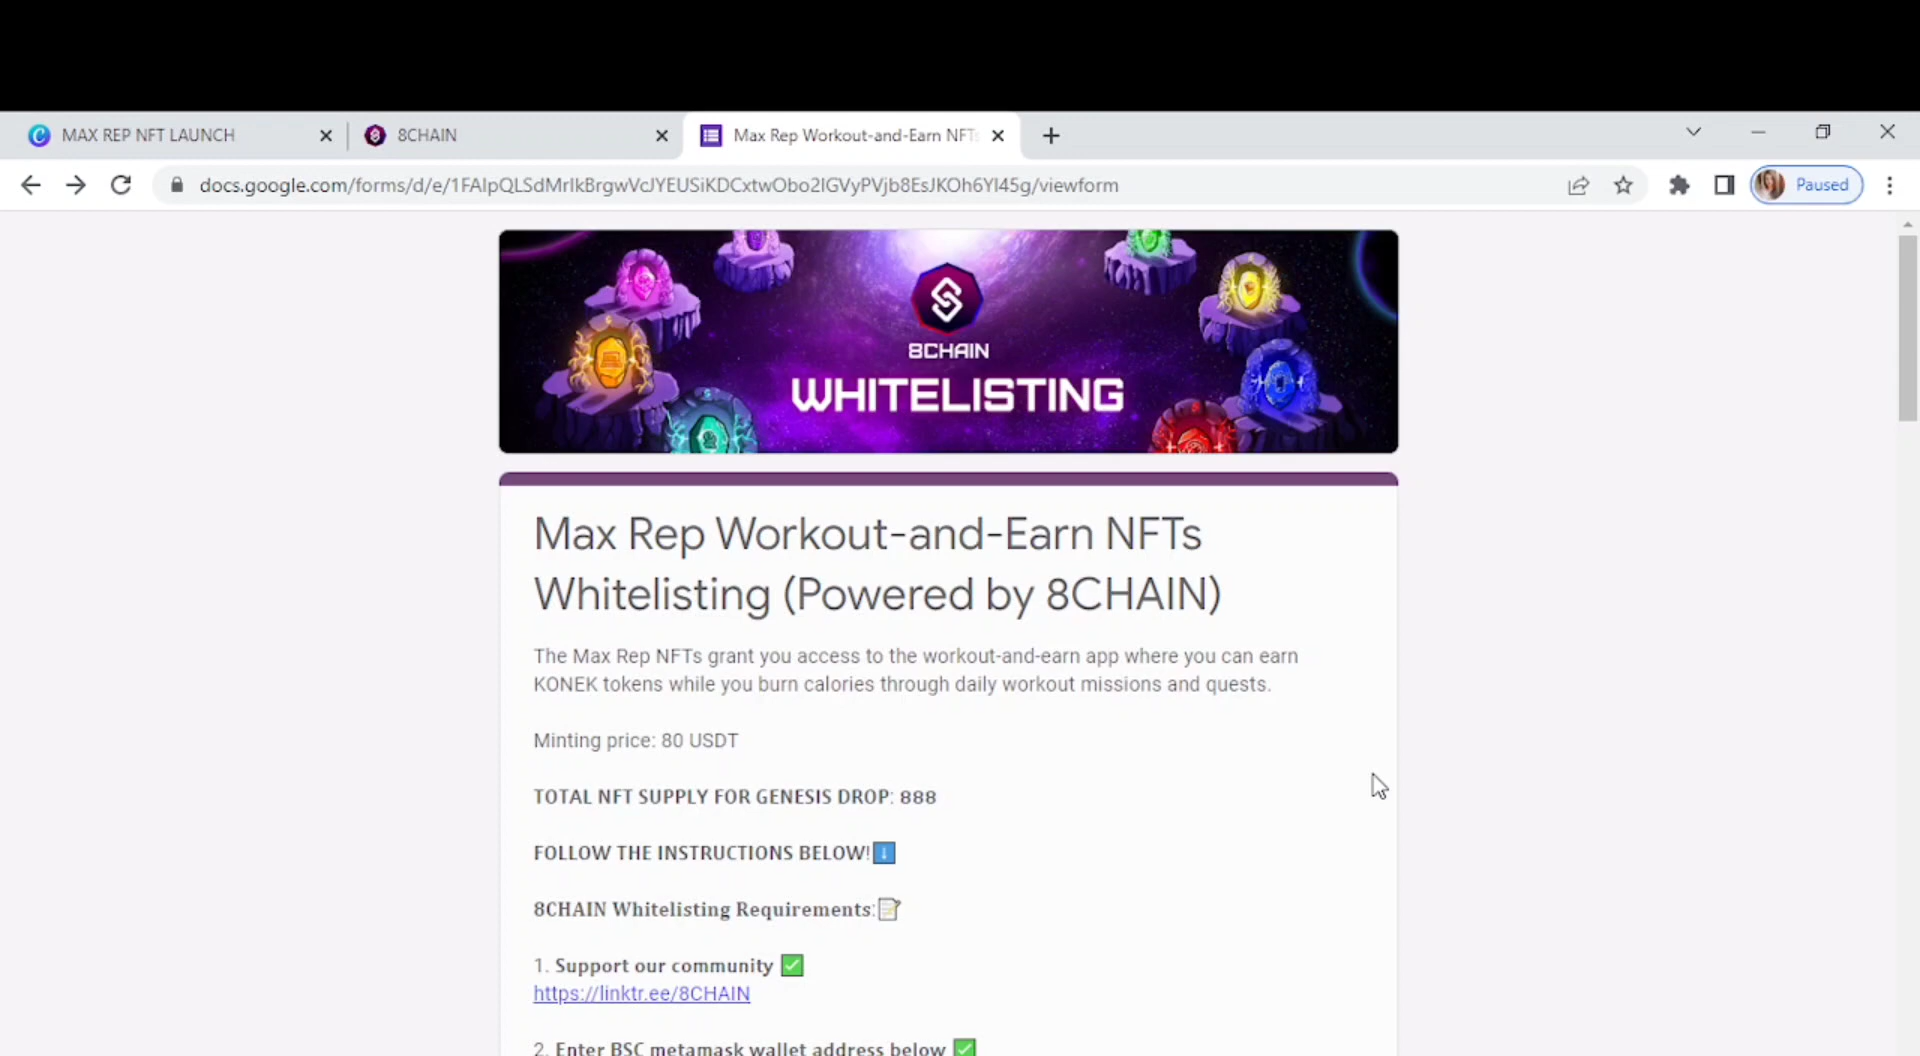 MAX REP NFT LAUNCH
8CHAIN
Max Rep Workout-and-Earn NFTs
docs.google.com/forms/d/e/1FAIpQLSdMrIkBrgwVcJYEUSiKDCxtwObo2IGVyPVjb8EsJKOh6YI45g/viewform
Paused
8CHAIN
WHITELISTING
Max Rep Workout-and-Earn NFTs
Whitelisting (Powered by 8CHAIN)
The Max Rep NFTs grant you access to the workout-and-earn app where you can earn
KONEK tokens while you burn calories through daily workout missions and quests.
Minting price: 80 USDT
TOTAL NFT SUPPLY FOR GENESIS DROP: 888
FOLLOW THE INSTRUCTIONS BELOW!⬇️
8CHAIN Whitelisting Requirements:📝
1. Support our community ✅
https://linktr.ee/8CHAIN
2. Enter BSC metamask wallet address below ✅